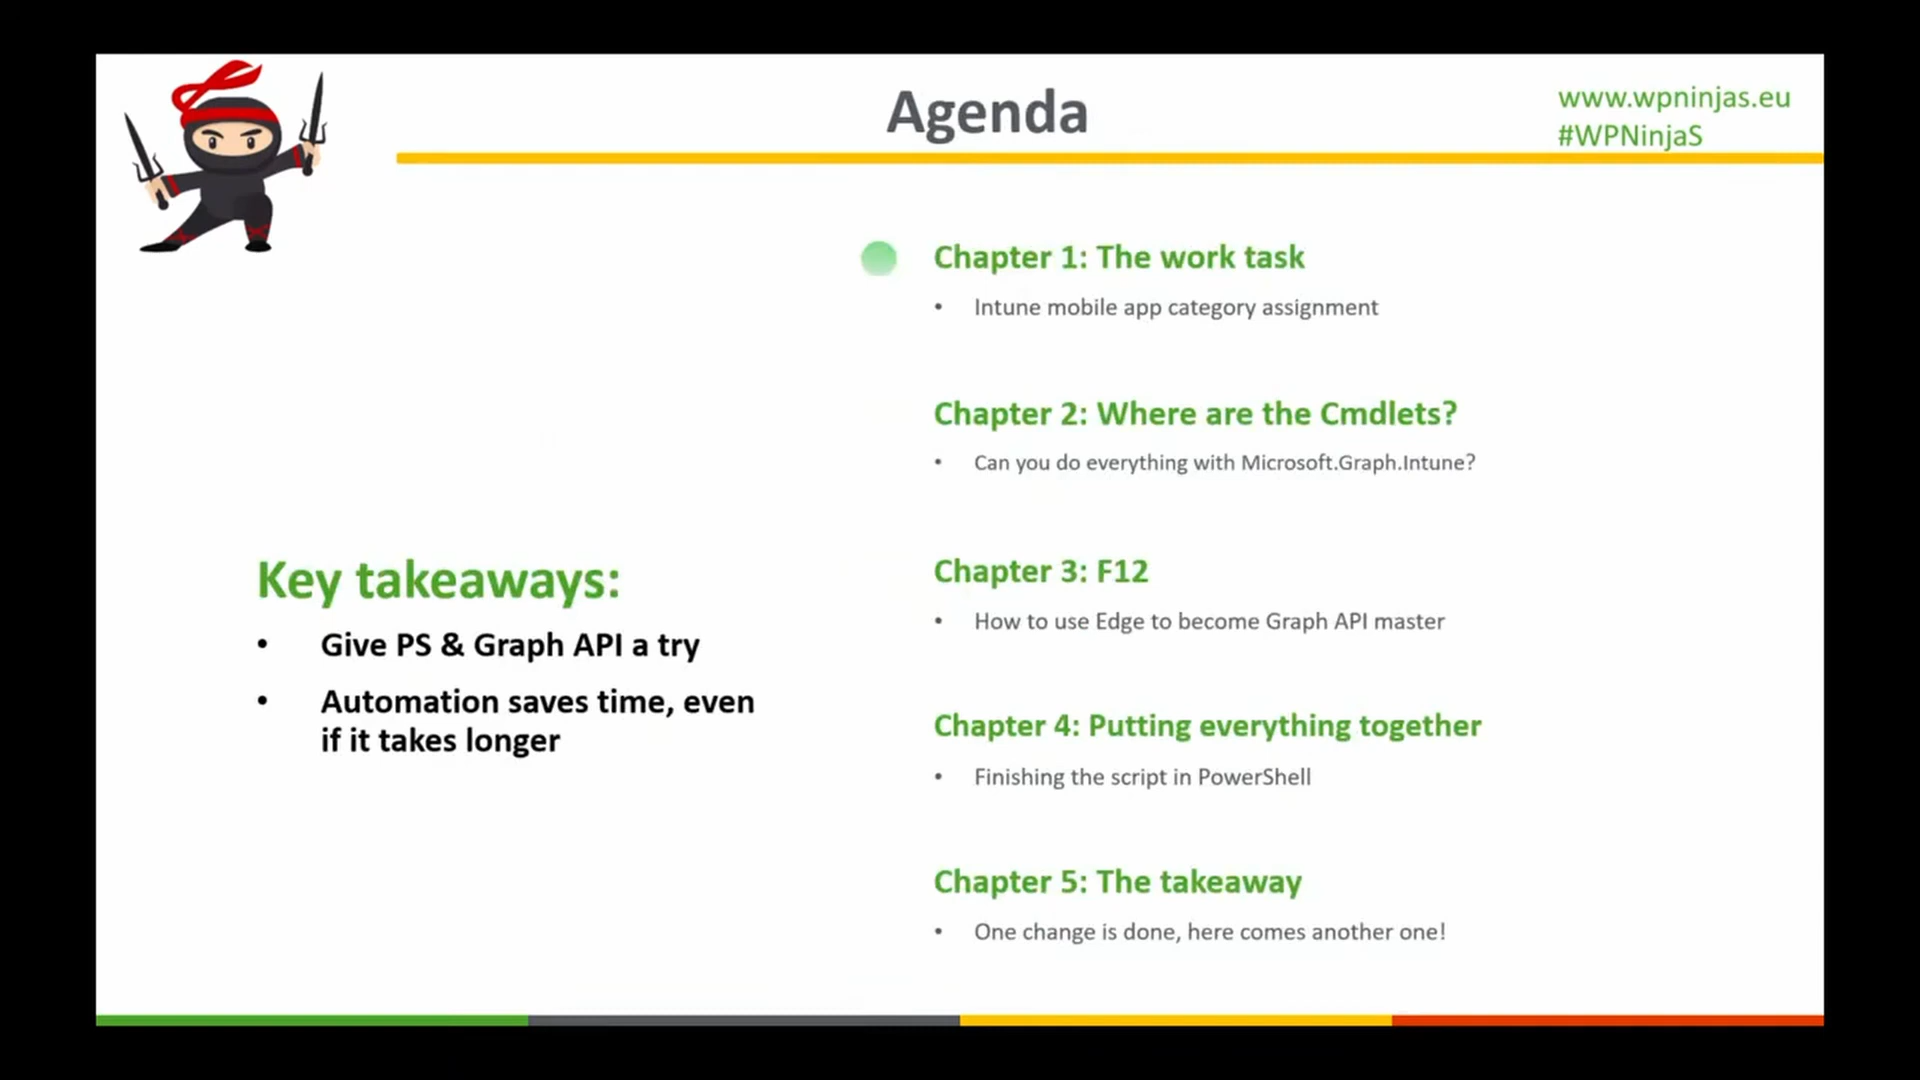 Agenda
www.wpninjas.eu
#WPNinjaS
Key takeaways:
• Give PS & Graph API a try
• Automation saves time, even
if it takes longer
Chapter 1: The work task
• Intune mobile app category assignment
Chapter 2: Where are the Cmdlets?
• Can you do everything with Microsoft.Graph.Intune?
Chapter 3: F12
• How to use Edge to become Graph API master
Chapter 4: Putting everything together
• Finishing the script in PowerShell
Chapter 5: The takeaway
• One change is done, here comes another one!